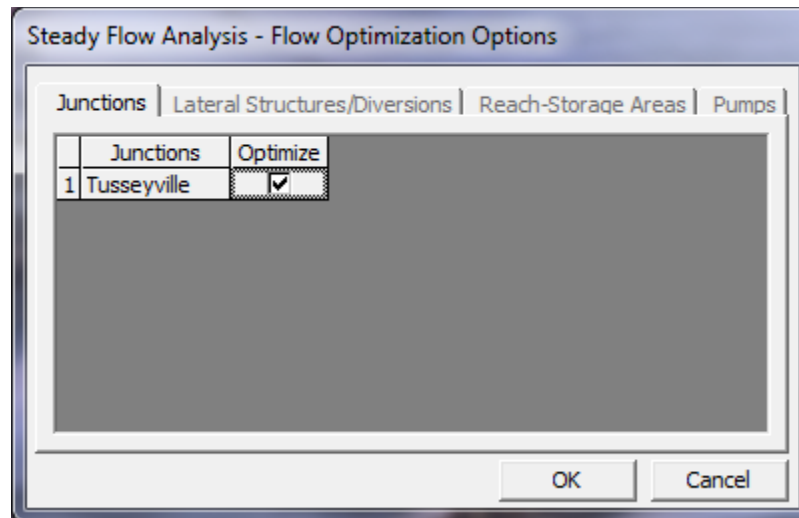 Steady Flow Analysis - Flow Optimization Options
Junctions Lateral Structures/Diversions Reach-Storage Areas Pumps
Junctions Optimize
1 Tusseyville
OK Cancel